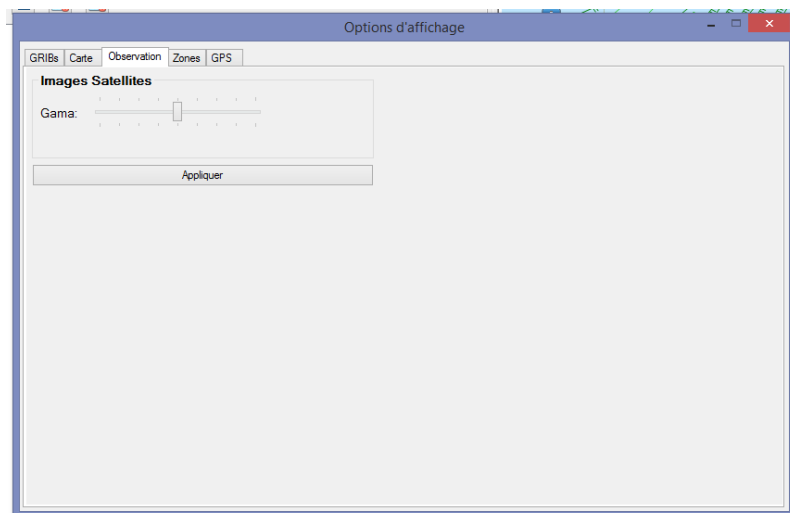 Options d'affichage
GRIBs Carte Observation Zones GPS
Images Satellites
Gama:
Appliquer